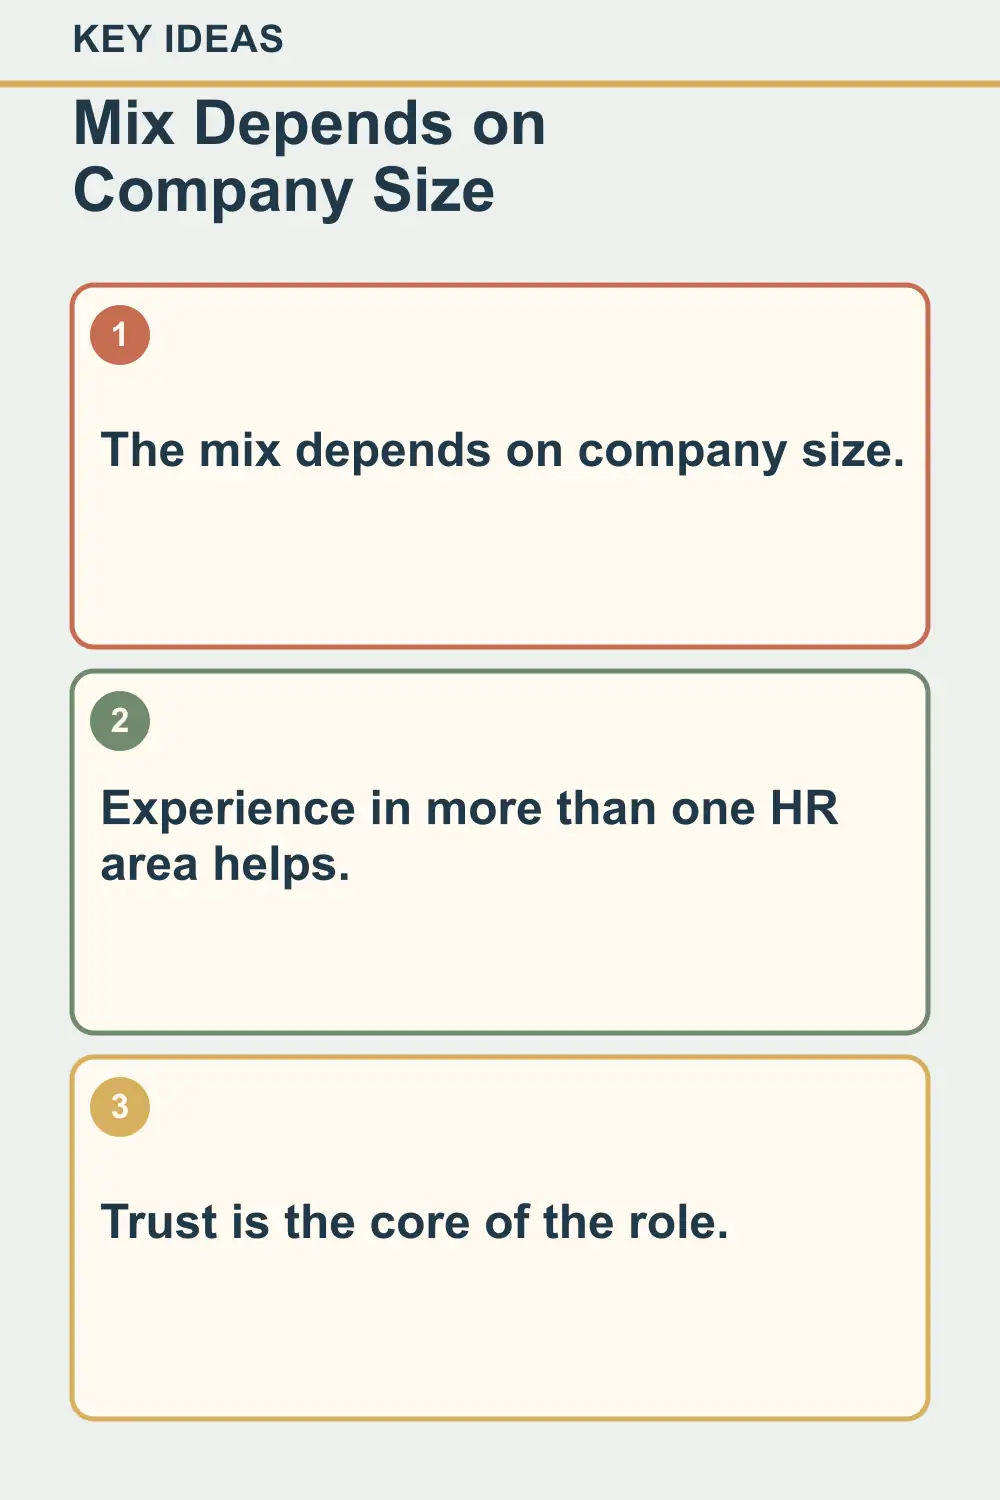 KEY IDEAS
Mix Depends on
Company Size
1
The mix depends on company size.
2
Experience in more than one HR
area helps.
3
Trust is the core of the role.